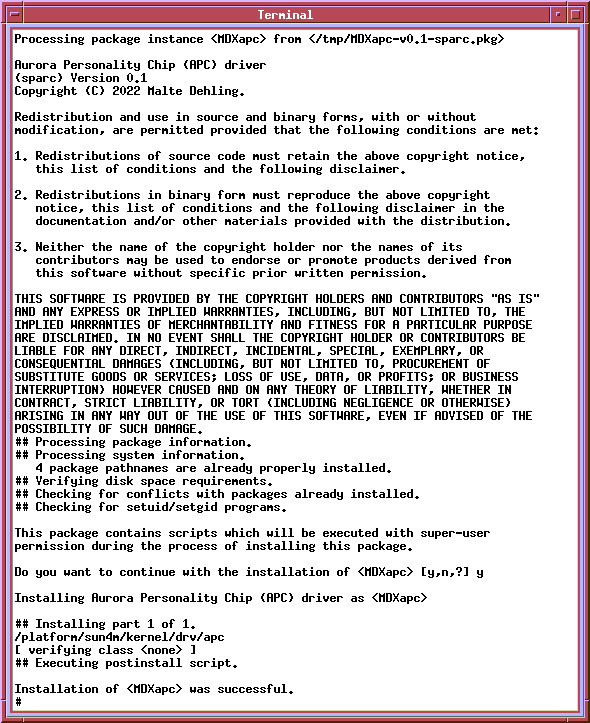 Terminal
Processing package instance <MDXapc> from </tmp/MDXapc-v0.1-sparc.pkg>
Aurora Personality Chip (APC) driver
(sparc) Version 0.1
Copyright (C) 2022 Malte Dehling.
Redistribution and use in source and binary forms, with or without
modification, are permitted provided that the following conditions are met:
1. Redistributions of source code must retain the above copyright notice,
this list of conditions and the following disclaimer.
2. Redistributions in binary form must reproduce the above copyright
notice, this list of conditions and the following disclaimer in the
documentation and/or other materials provided with the distribution.
3. Neither the name of the copyright holder nor the names of its
contributors may be used to endorse or promote products derived from
this software without specific prior written permission.
THIS SOFTWARE IS PROVIDED BY THE COPYRIGHT HOLDERS AND CONTRIBUTORS "AS IS"
AND ANY EXPRESS OR IMPLIED WARRANTIES, INCLUDING, BUT NOT LIMITED TO, THE
IMPLIED WARRANTIES OF MERCHANTABILITY AND FITNESS FOR A PARTICULAR PURPOSE
ARE DISCLAIMED. IN NO EVENT SHALL THE COPYRIGHT HOLDER OR CONTRIBUTORS BE
LIABLE FOR ANY DIRECT, INDIRECT, INCIDENTAL, SPECIAL, EXEMPLARY, OR
CONSEQUENTIAL DAMAGES (INCLUDING, BUT NOT LIMITED TO, PROCUREMENT OF
SUBSTITUTE GOODS OR SERVICES; LOSS OF USE, DATA, OR PROFITS; OR BUSINESS
INTERRUPTION) HOWEVER CAUSED AND ON ANY THEORY OF LIABILITY, WHETHER IN
CONTRACT, STRICT LIABILITY, OR TORT (INCLUDING NEGLIGENCE OR OTHERWISE)
ARISING IN ANY WAY OUT OF THE USE OF THIS SOFTWARE, EVEN IF ADVISED OF THE
POSSIBILITY OF SUCH DAMAGE.
## Processing package information.
## Processing system information.
4 package pathnames are already properly installed.
## Verifying disk space requirements.
## Checking for conflicts with packages already installed.
## Checking for setuid/setgid programs.
This package contains scripts which will be executed with super-user
permission during the process of installing this package.
Do you want to continue with the installation of <MDXapc> [y,n,?] y
Installing Aurora Personality Chip (APC) driver as <MDXapc>
## Installing part 1 of 1.
/platform/sun4m/kernel/drv/apc
[ verifying class <none> ]
## Executing postinstall script.
Installation of <MDXapc> was successful.
#